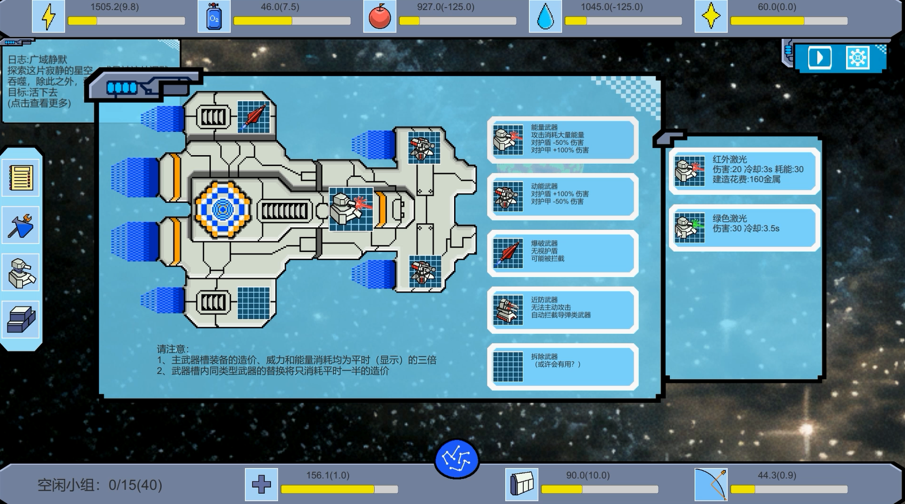 1505.2(9.8)
46.0(7.5)
927.0(-125.0)
1045.0(-125.0)
60.0(0.0)
日志:广域静默
探索这片寂静的星空
吞噬，除此之外，
目标:活下去
(点击查看更多)
能量武器
攻击消耗大量能量
对护盾 -50% 伤害
对护甲 +100% 伤害
动能武器
对护盾 +100% 伤害
对护甲 -50% 伤害
爆破武器
无视护盾
可能被拦截
近防武器
无法主动攻击
自动拦截导弹类武器
拆除武器
（或许会有用？）
红外激光
伤害:20 冷却:3s 耗能:30
建造花费:160金属
绿色激光
伤害:30 冷却:3.5s
请注意：
1、主武器槽装备的造价、威力和能量消耗均为平时（显示）的三倍
2、武器槽内同类型武器的替换将只消耗平时一半的造价
空闲小组：0/15(40)
156.1(1.0)
90.0(10.0)
44.3(0.9)